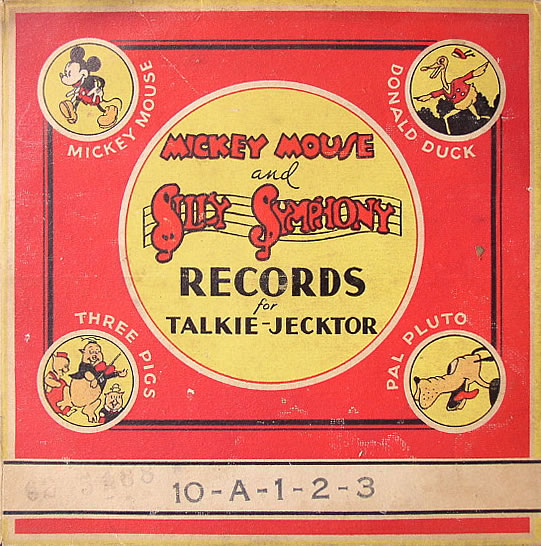 MICKEY MOUSE
DONALD DUCK
MICKEY MOUSE
and
SILLY SYMPHONY
RECORDS
for
TALKIE-JECKTOR
THREE PIGS
PAL PLUTO
10-A-1-2-3